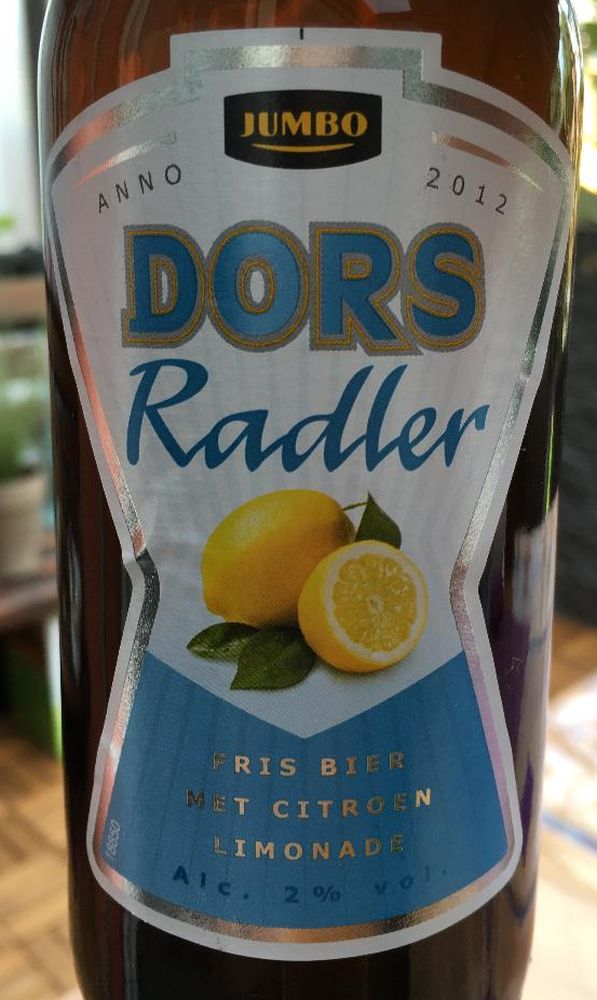 JUMBO
ANNO 2012
DORS
Radler
FRIS BIER
MET CITROEN
LIMONADE
Alc. 2% vol.